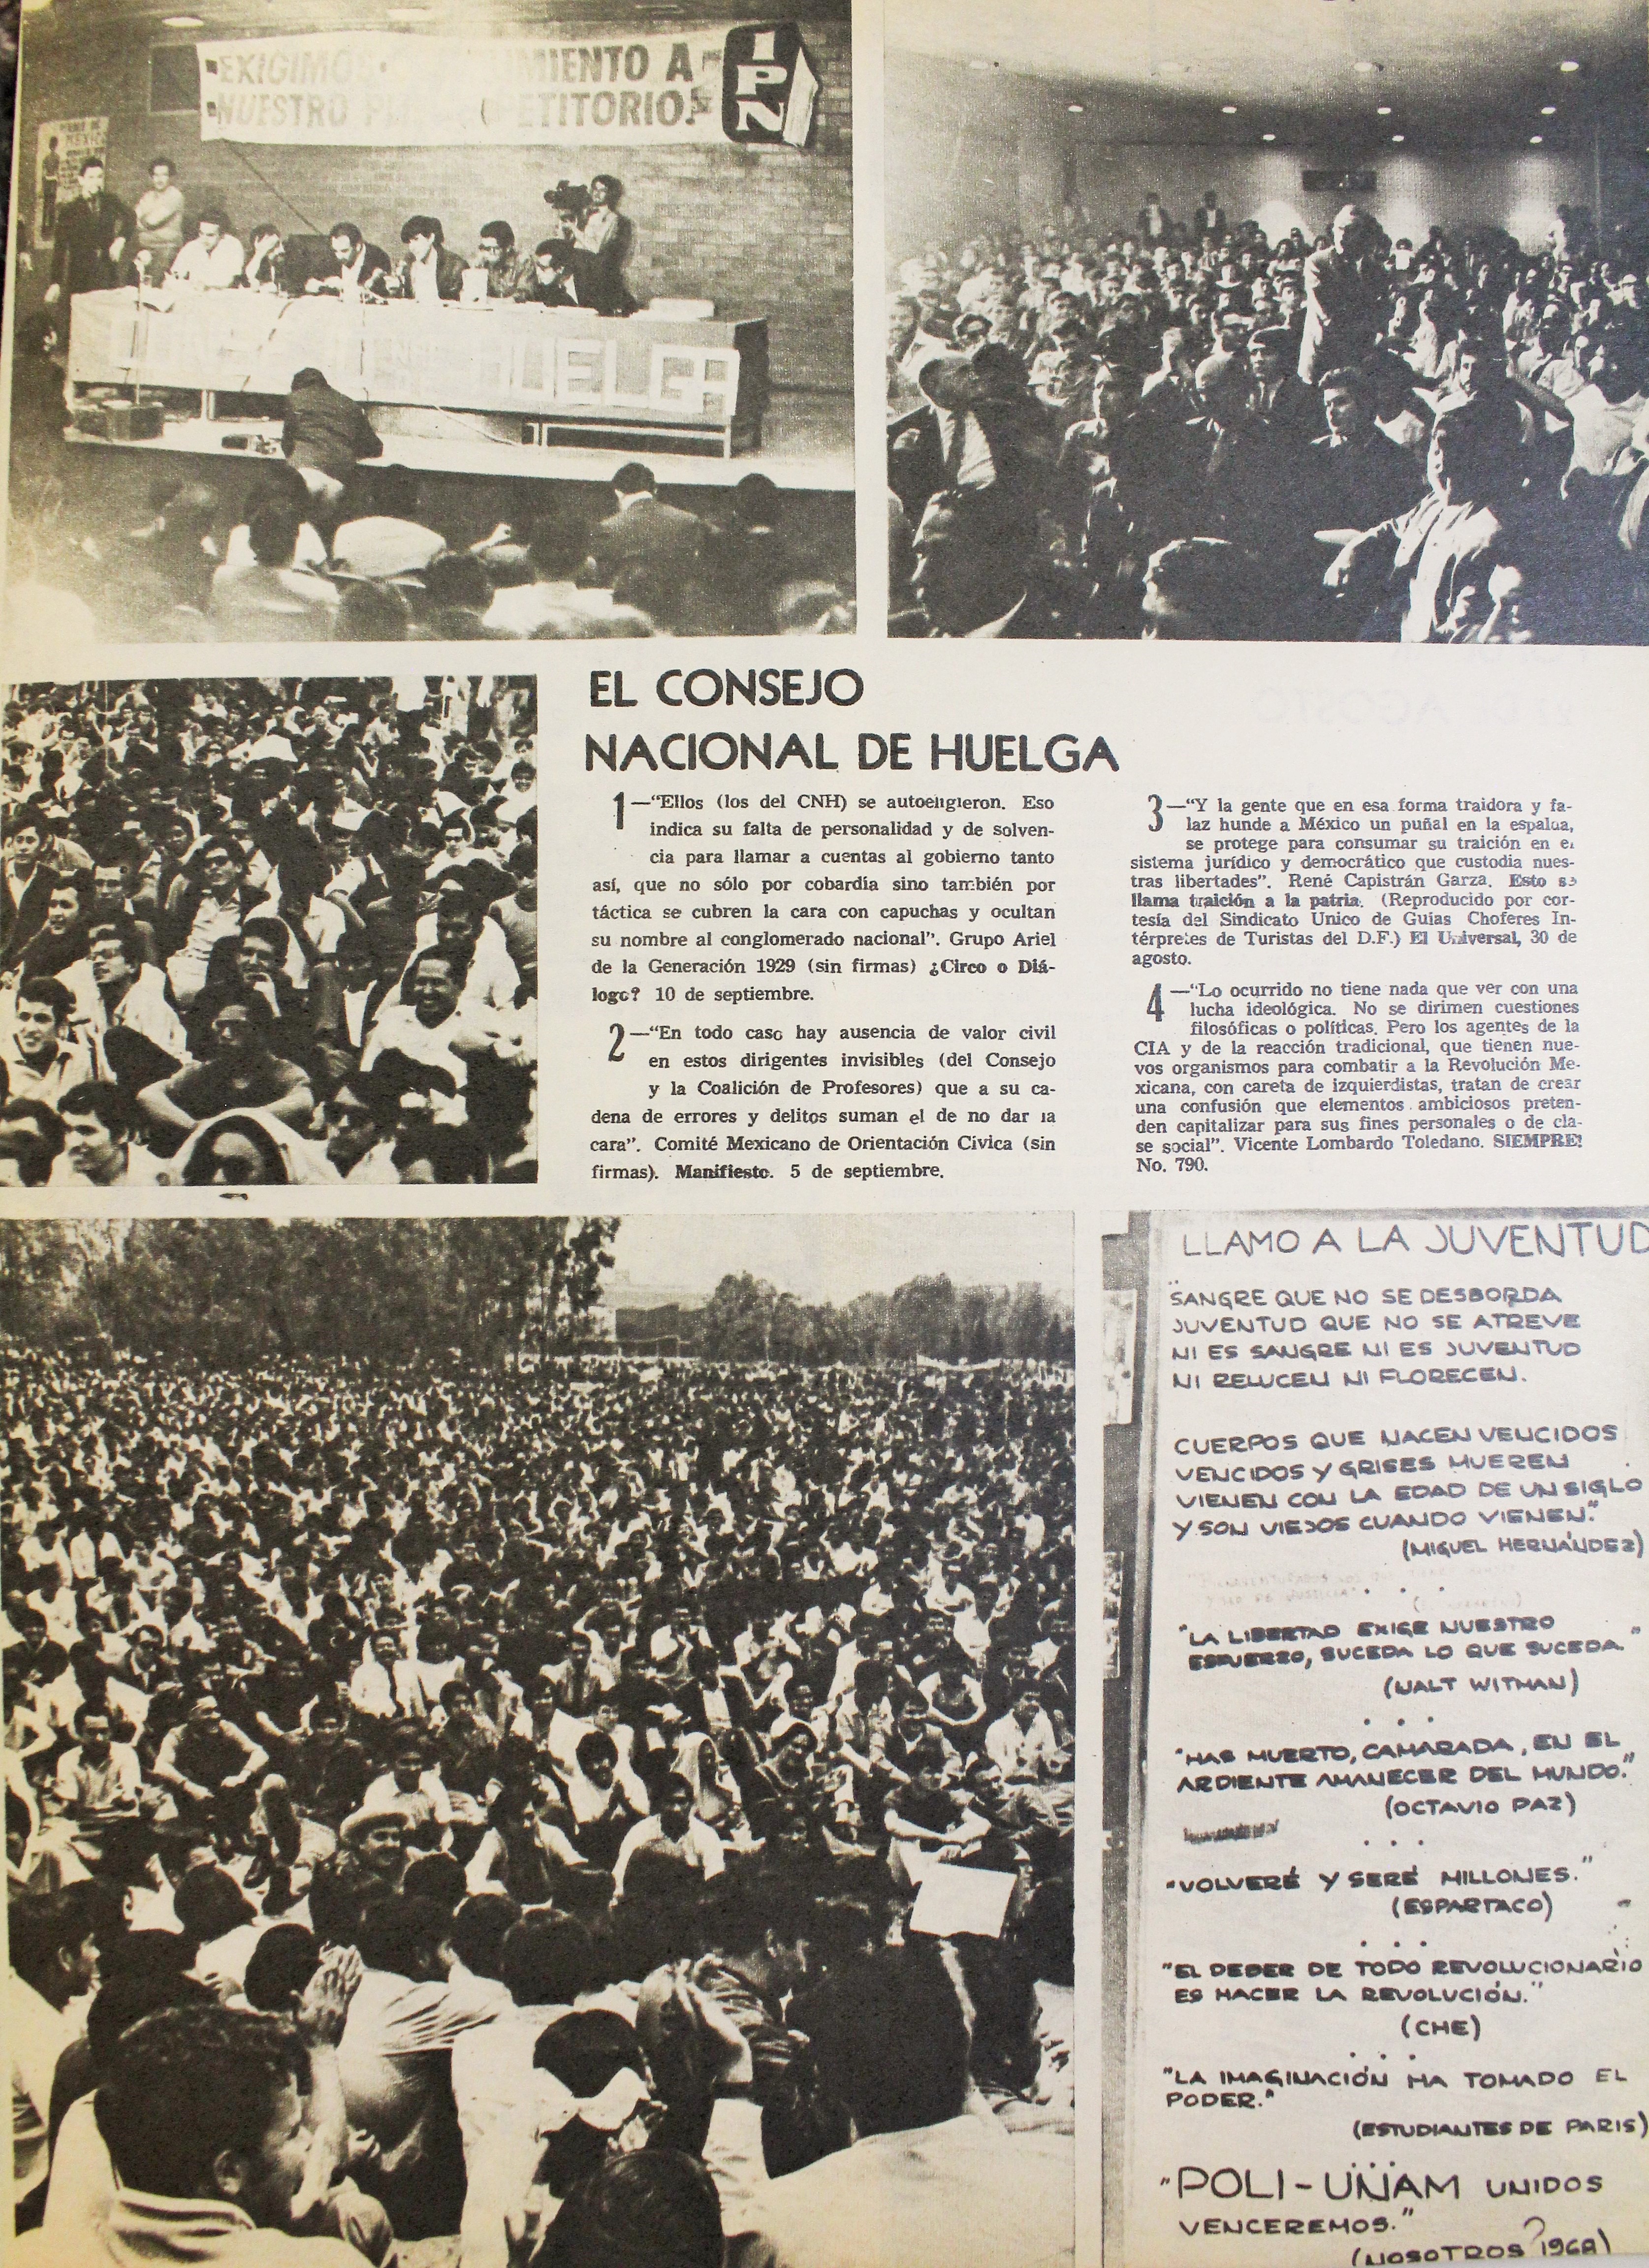 EXIGIMOS MIENTO A
NUESTRO ETITORIO.
IPN
HUELGA
EL CONSEJO
NACIONAL DE HUELGA
1—“Ellos (los del CNH) se autoeligieron. Eso
indica su falta de personalidad y de solven-
cia para llamar a cuentas al gobierno tanto
así, que no sólo por cobardía sino también por
táctica se cubren la cara con capuchas y ocultan
su nombre al conglomerado nacional”. Grupo Ariel
de la Generación 1929 (sin firmas) ¿Circo o Diá-
logo? 10 de septiembre.
2—“En todo caso hay ausencia de valor civil
en estos dirigentes invisibles (del Consejo
y la Coalición de Profesores) que a su ca-
dena de errores y delitos suman el de no dar la
cara”. Comité Mexicano de Orientación Cívica (sin
firmas). Manifiesto. 5 de septiembre.
3—“Y la gente que en esa forma traidora y fa-
laz hunde a México un puñal en la espalda,
se protege para consumar su traición en el
sistema jurídico y democrático que custodia nues-
tras libertades”. René Capistrán Garza. Esto se
llama traición a la patria. (Reproducido por cor-
tesía del Sindicato Unico de Guías Choferes In-
térpretes de Turistas del D.F.) El Universal, 30 de
agosto.
4—“Lo ocurrido no tiene nada que ver con una
lucha ideológica. No se dirimen cuestiones
filosóficas o políticas. Pero los agentes de la
CIA y de la reacción tradicional, que tienen nue-
vos organismos para combatir a la Revolución Me-
xicana, con careta de izquierdistas, tratan de crear
una confusión que elementos ambiciosos preten-
den capitalizar para sus fines personales o de cla-
se social”. Vicente Lombardo Toledano. SIEMPRE!
No. 790.
LLAMO A LA JUVENTUD
"SANGRE QUE NO SE DESBORDA
JUVENTUD QUE NO SE ATREVE
NI ES SANGRE NI ES JUVENTUD
NI RELUCEN NI FLORECEN.
CUERPOS QUE NACEN VENCIDOS
VENCIDOS Y GRISES MUEREN
VIENEN CON LA EDAD DE UN SIGLO
Y SON VIEJOS CUANDO VIENEN."
(MIGUEL HERNÁNDEZ)
"LA LIBERTAD EXIGE NUESTRO
ESFUERZO, SUCEDA LO QUE SUCEDA."
(WALT WITMAN)
"HAS MUERTO, CAMARADA, EN EL
ARDIENTE AMANECER DEL MUNDO."
(OCTAVIO PAZ)
"VOLVERÉ Y SERÉ MILLONES."
(ESPARTACO)
"EL DEBER DE TODO REVOLUCIONARIO
ES HACER LA REVOLUCIÓN."
(CHE)
"LA IMAGINACIÓN HA TOMADO EL
PODER."
(ESTUDIANTES DE PARIS)
"POLI-UNAM UNIDOS
VENCEREMOS."
(NOSOTROS 1968)